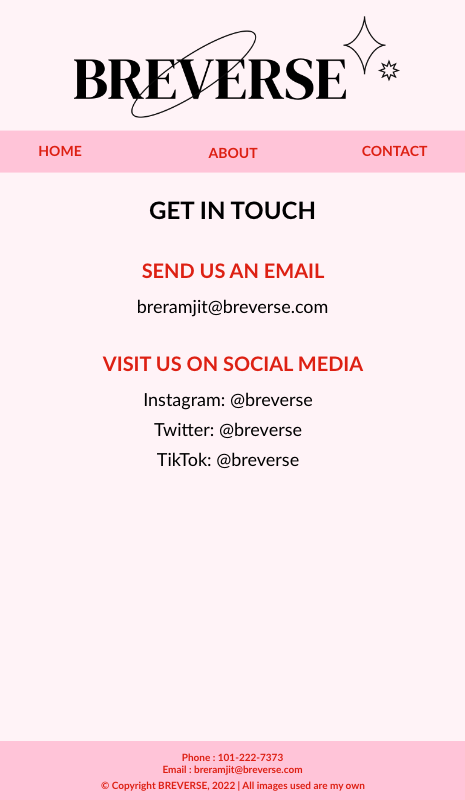 BREVERSE
HOME ABOUT CONTACT
GET IN TOUCH
SEND US AN EMAIL
breramjit@breverse.com
VISIT US ON SOCIAL MEDIA
Instagram: @breverse
Twitter: @breverse
TikTok: @breverse
Phone : 101-222-7373
Email : breramjit@breverse.com
© Copyright BREVERSE, 2022 | All images used are my own